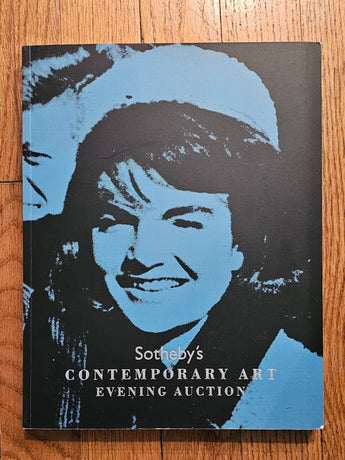 Sotheby's
CONTEMPORARY ART
EVENING AUCTION